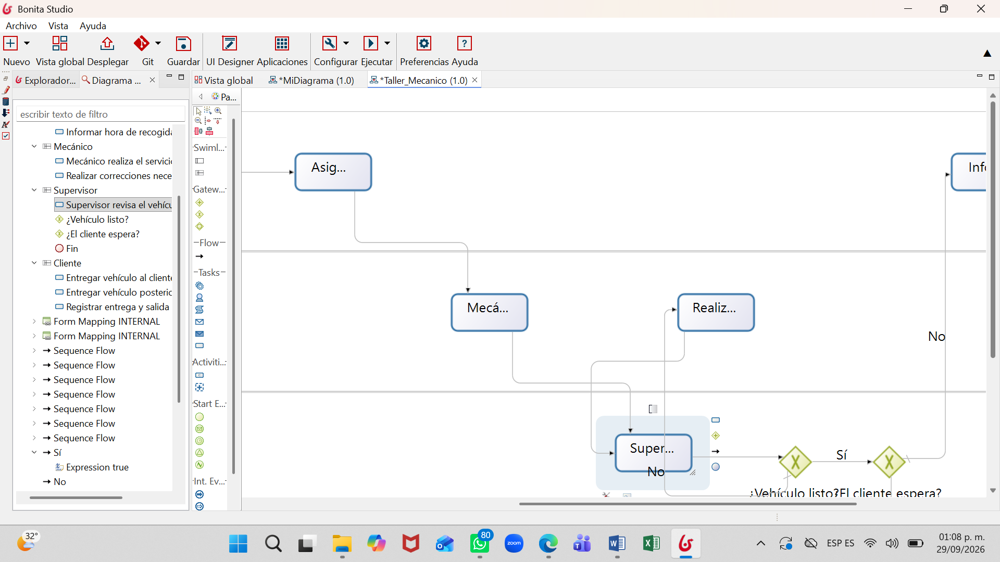 Bonita Studio
Archivo Vista Ayuda
Nuevo Vista global Desplegar Git Guardar UI Designer Aplicaciones Configurar Ejecutar Preferencias Ayuda
Explorador... Diagrama ... Vista global *MiDiagrama (1.0) *Taller_Mecanico (1.0)
Pa...
escribir texto de filtro
Informar hora de recogida
Mecánico
Mecánico realiza el servicio
Realizar correcciones nece
Supervisor
Supervisor revisa el vehícu
¿Vehículo listo?
¿El cliente espera?
Fin
Cliente
Entregar vehículo al cliente
Entregar vehículo posterio
Registrar entrega y salida
Form Mapping INTERNAL
Form Mapping INTERNAL
Sequence Flow
Sequence Flow
Sequence Flow
Sequence Flow
Sequence Flow
Sequence Flow
Sequence Flow
Sí
Expression true
No
Swiml...
Gatew...
Flow
Tasks
Activiti...
Start E...
Int. Ev...
Asig...
Info
Mecá...
Realiz...
No
Super...
No
Sí
¿Vehículo listo?
El cliente espera?
32°
80
zoom
ESP ES
01:08 p. m.
29/09/2026